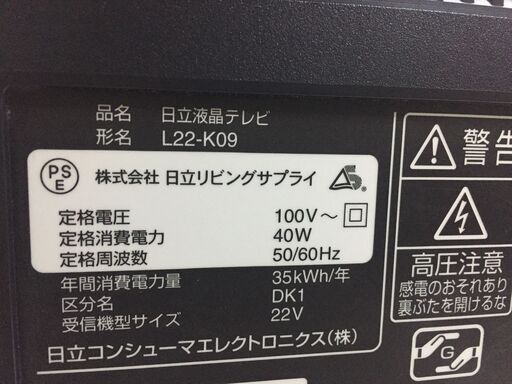 品名 日立液晶テレビ
形名 L22-K09
PS
E
株式会社 日立リビングサプライ
定格電圧 100V～
定格消費電力 40W
定格周波数 50/60Hz
年間消費電力量 35kWh/年
区分名 DK1
受信機型サイズ 22V
日立コンシューマエレクトロニクス(株)
警告
高圧注意
感電のおそれあり
裏ぶたを開けるな
G